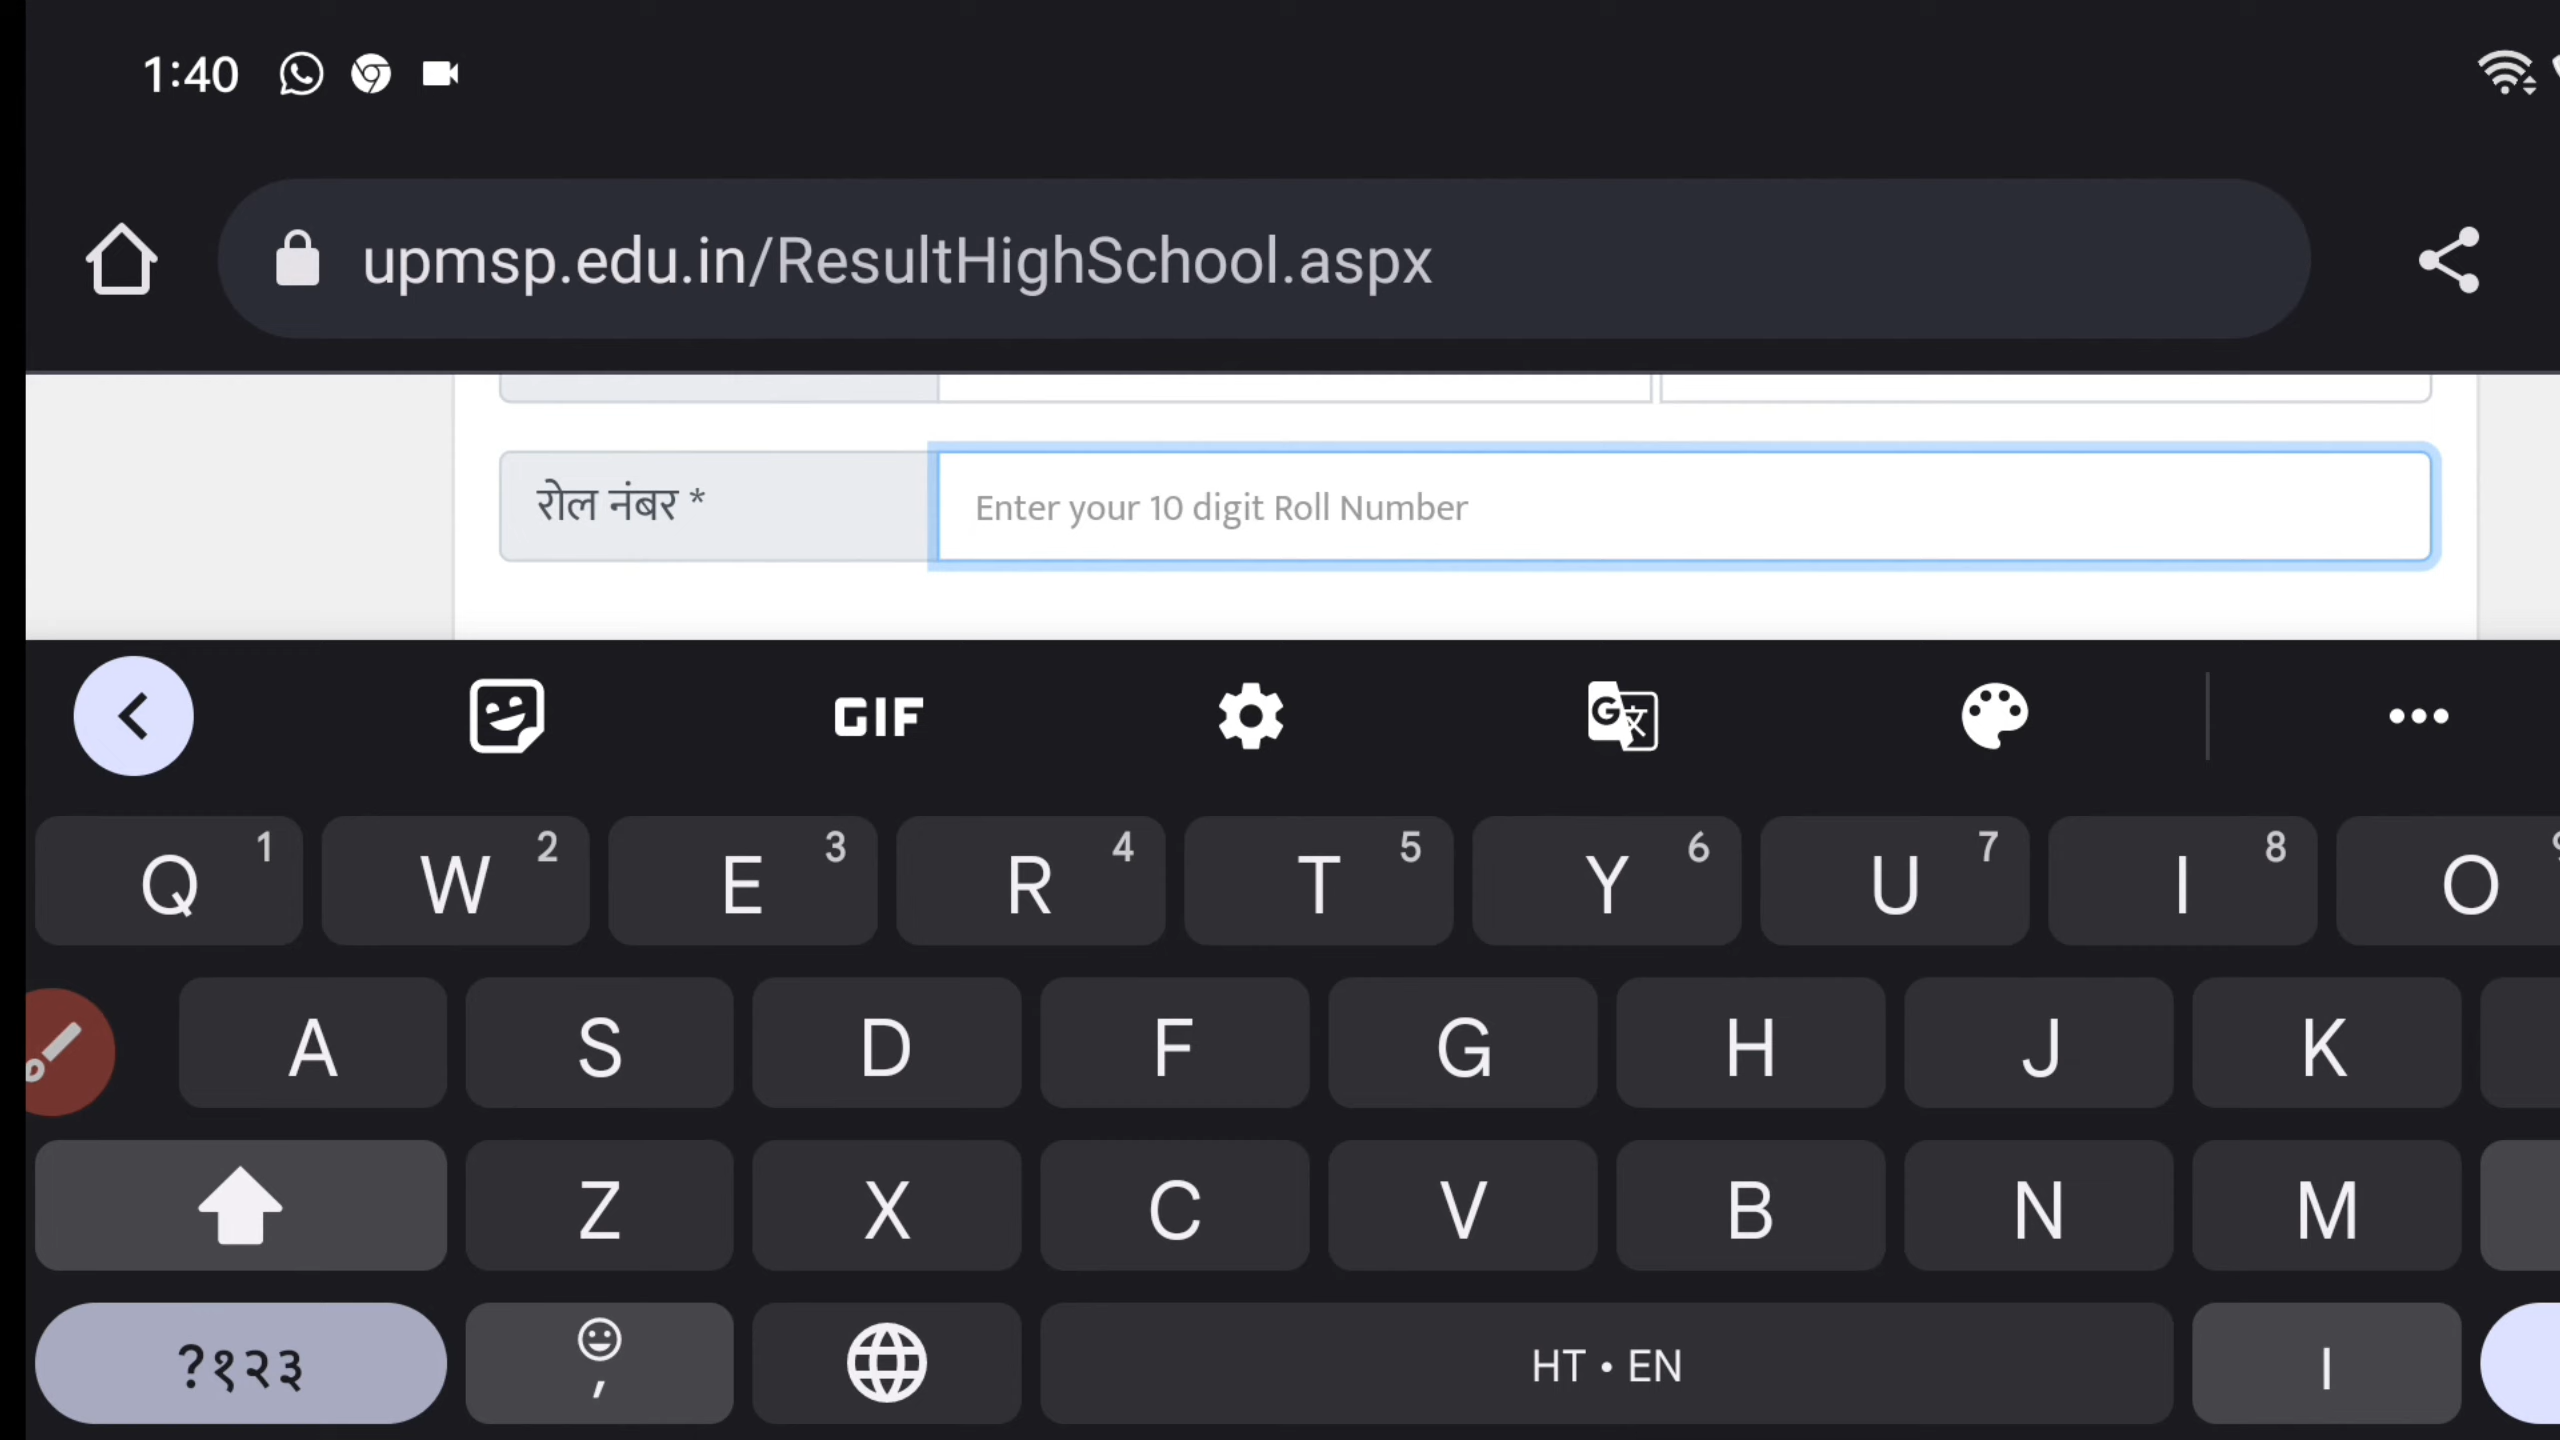 1:40
upmsp.edu.in/ResultHighSchool.aspx
रोल नंबर *
Enter your 10 digit Roll Number
GIF
Q 1 W 2 E 3 R 4 T 5 Y 6 U 7 I 8 O
A S D F G H J K
Z X C V B N M
?१२३ , HT • EN |